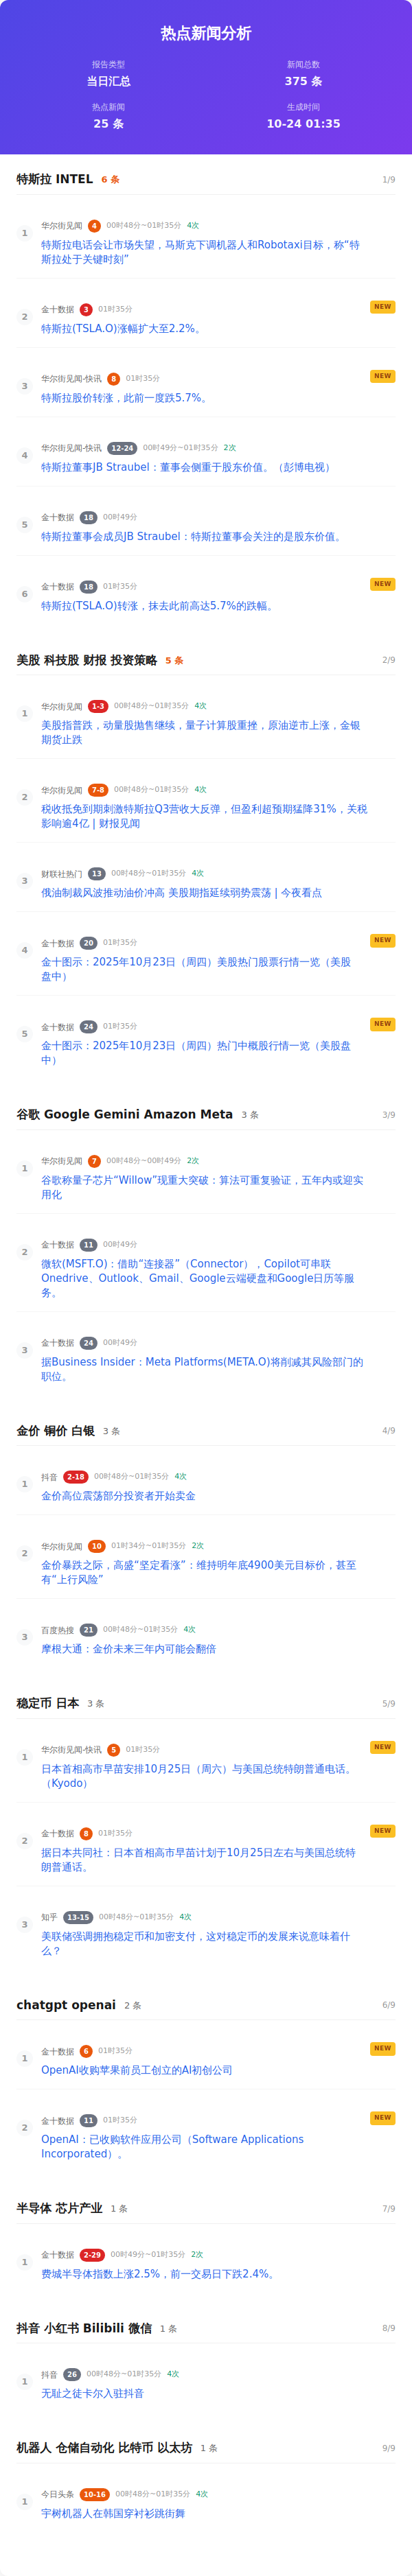 热点新闻分析
报告类型
当日汇总
新闻总数
375 条
热点新闻
25 条
生成时间
10-24 01:35
特斯拉 INTEL 6 条 1/9
1
华尔街见闻 4 00时48分~01时35分 4次
特斯拉电话会让市场失望，马斯克下调机器人和Robotaxi目标，称“特
斯拉处于关键时刻”
2
金十数据 3 01时35分 NEW
特斯拉(TSLA.O)涨幅扩大至2.2%。
3
华尔街见闻-快讯 8 01时35分 NEW
特斯拉股价转涨，此前一度跌5.7%。
4
华尔街见闻-快讯 12-24 00时49分~01时35分 2次
特斯拉董事JB Straubel：董事会侧重于股东价值。（彭博电视）
5
金十数据 18 00时49分
特斯拉董事会成员JB Straubel：特斯拉董事会关注的是股东价值。
6
金十数据 18 01时35分 NEW
特斯拉(TSLA.O)转涨，抹去此前高达5.7%的跌幅。
美股 科技股 财报 投资策略 5 条 2/9
1
华尔街见闻 1-3 00时48分~01时35分 4次
美股指普跌，动量股抛售继续，量子计算股重挫，原油逆市上涨，金银
期货止跌
2
华尔街见闻 7-8 00时48分~01时35分 4次
税收抵免到期刺激特斯拉Q3营收大反弹，但盈利超预期猛降31%，关税
影响逾4亿 | 财报见闻
3
财联社热门 13 00时48分~01时35分 4次
俄油制裁风波推动油价冲高 美股期指延续弱势震荡 | 今夜看点
4
金十数据 20 01时35分 NEW
金十图示：2025年10月23日（周四）美股热门股票行情一览（美股
盘中）
5
金十数据 24 01时35分 NEW
金十图示：2025年10月23日（周四）热门中概股行情一览（美股盘
中）
谷歌 Google Gemini Amazon Meta 3 条 3/9
1
华尔街见闻 7 00时48分~00时49分 2次
谷歌称量子芯片“Willow”现重大突破：算法可重复验证，五年内或迎实
用化
2
金十数据 11 00时49分
微软(MSFT.O)：借助“连接器”（Connector），Copilot可串联
Onedrive、Outlook、Gmail、Google云端硬盘和Google日历等服
务。
3
金十数据 24 00时49分
据Business Insider：Meta Platforms(META.O)将削减其风险部门的
职位。
金价 铜价 白银 3 条 4/9
1
抖音 2-18 00时48分~01时35分 4次
金价高位震荡部分投资者开始卖金
2
华尔街见闻 10 01时34分~01时35分 2次
金价暴跌之际，高盛“坚定看涨”：维持明年底4900美元目标价，甚至
有“上行风险”
3
百度热搜 21 00时48分~01时35分 4次
摩根大通：金价未来三年内可能会翻倍
稳定币 日本 3 条 5/9
1
华尔街见闻-快讯 5 01时35分 NEW
日本首相高市早苗安排10月25日（周六）与美国总统特朗普通电话。
（Kyodo）
2
金十数据 8 01时35分 NEW
据日本共同社：日本首相高市早苗计划于10月25日左右与美国总统特
朗普通话。
3
知乎 13-15 00时48分~01时35分 4次
美联储强调拥抱稳定币和加密支付，这对稳定币的发展来说意味着什
么？
chatgpt openai 2 条 6/9
1
金十数据 6 01时35分 NEW
OpenAI收购苹果前员工创立的AI初创公司
2
金十数据 11 01时35分 NEW
OpenAI：已收购软件应用公司（Software Applications
Incorporated）。
半导体 芯片产业 1 条 7/9
1
金十数据 2-29 00时49分~01时35分 2次
费城半导体指数上涨2.5%，前一交易日下跌2.4%。
抖音 小红书 Bilibili 微信 1 条 8/9
1
抖音 26 00时48分~01时35分 4次
无耻之徒卡尔入驻抖音
机器人 仓储自动化 比特币 以太坊 1 条 9/9
1
今日头条 10-16 00时48分~01时35分 4次
宇树机器人在韩国穿衬衫跳街舞